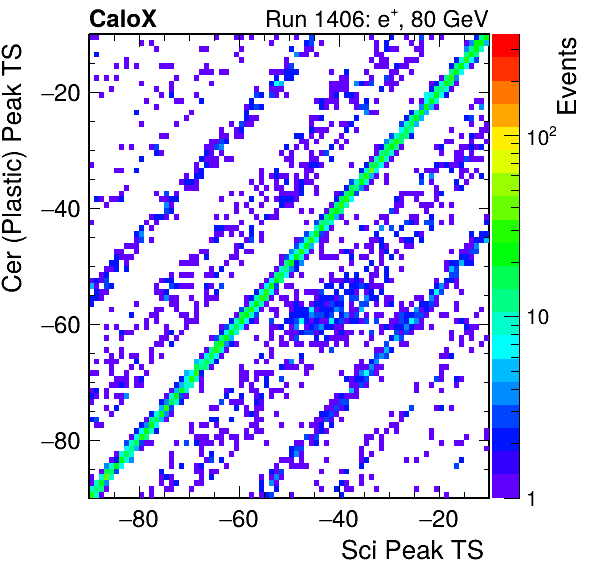 CaloX Run 1406: e⁺, 80 GeV
Cer (Plastic) Peak TS
−20
−40
−60
−80
−80 −60 −40 −20
Sci Peak TS
Events
10²
10
1